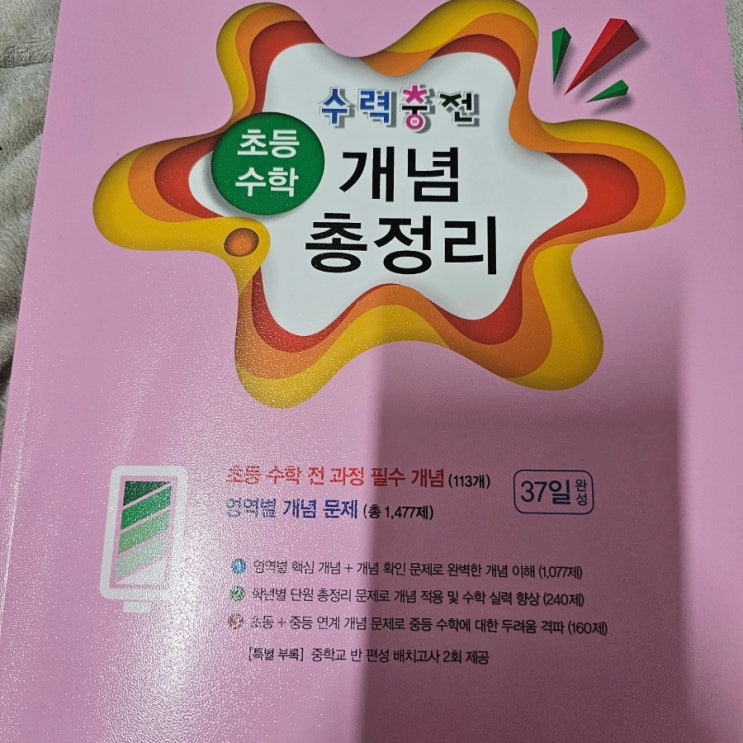 수력충전
초등
수학
개념
총정리
초등 수학 전 과정 필수 개념 (113개)
영역별 개념 문제 (총 1,477제)
37일 완성
1 영역별 핵심 개념 + 개념 확인 문제로 완벽한 개념 이해 (1,077제)
2 학년별 단원 총정리 문제로 개념 적용 및 수학 실력 향상 (240제)
3 초등 + 중등 연계 개념 문제로 중등 수학에 대한 두려움 격파 (160제)
[특별 부록] 중학교 반 편성 배치고사 2회 제공